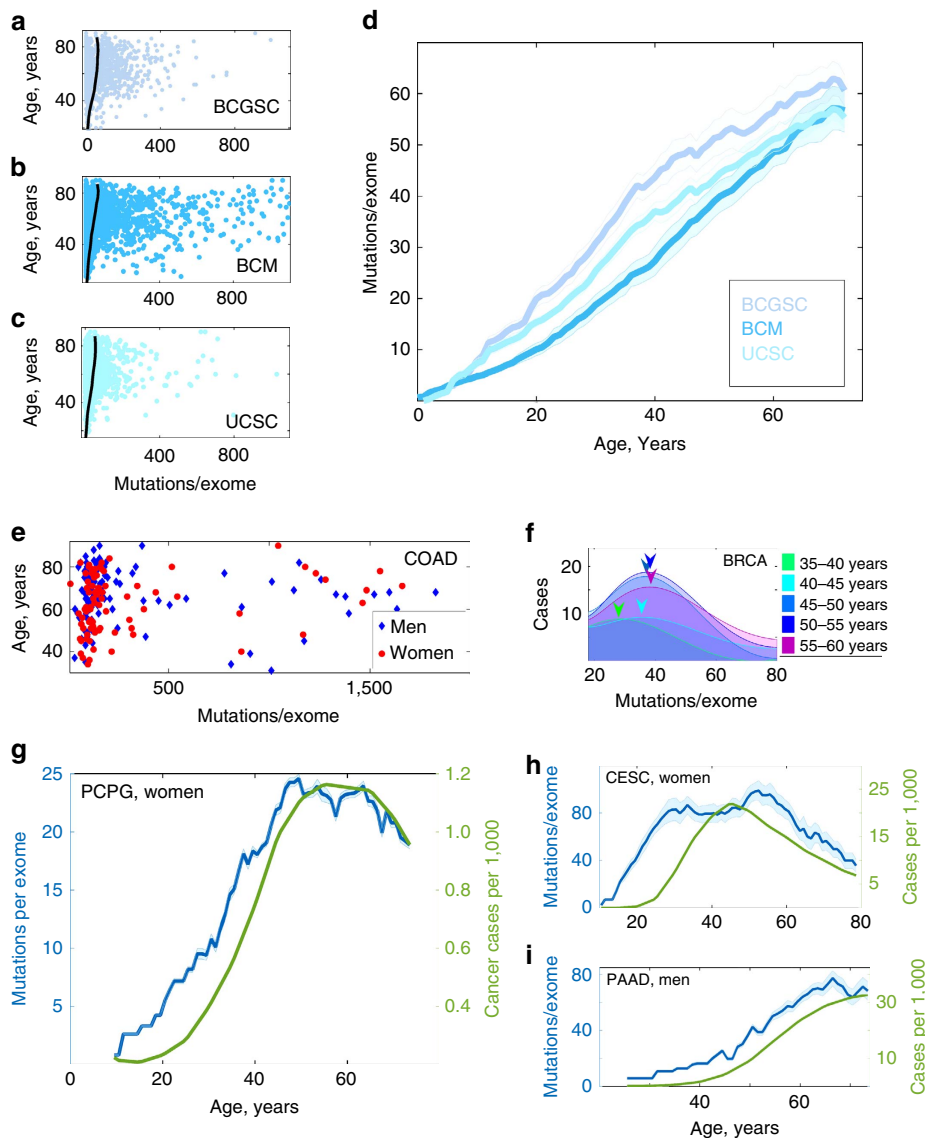 a
Age, years
80
40
0
400
800
BCGSC
b
Age, years
80
40
400
800
BCM
c
Age, years
80
40
400
800
UCSC
Mutations/exome
d
Mutations/exome
60
50
40
30
20
10
0
20
40
60
Age, Years
BCGSC
BCM
UCSC
e
Age, years
80
60
40
500
1,500
COAD
Men
Women
Mutations/exome
f
Cases
20
10
20
40
60
80
BRCA
Mutations/exome
35–40 years
40–45 years
45–50 years
50–55 years
55–60 years
g
PCPG, women
Mutations per exome
25
20
15
10
5
0
20
40
60
Age, years
1.2
1.0
0.8
0.6
0.4
Cancer cases per 1,000
h
CESC, women
Mutations/exome
80
40
0
20
40
60
80
25
15
5
Cases per 1,000
i
PAAD, men
Mutations/exome
80
40
0
40
60
Age, years
30
10
Cases per 1,000